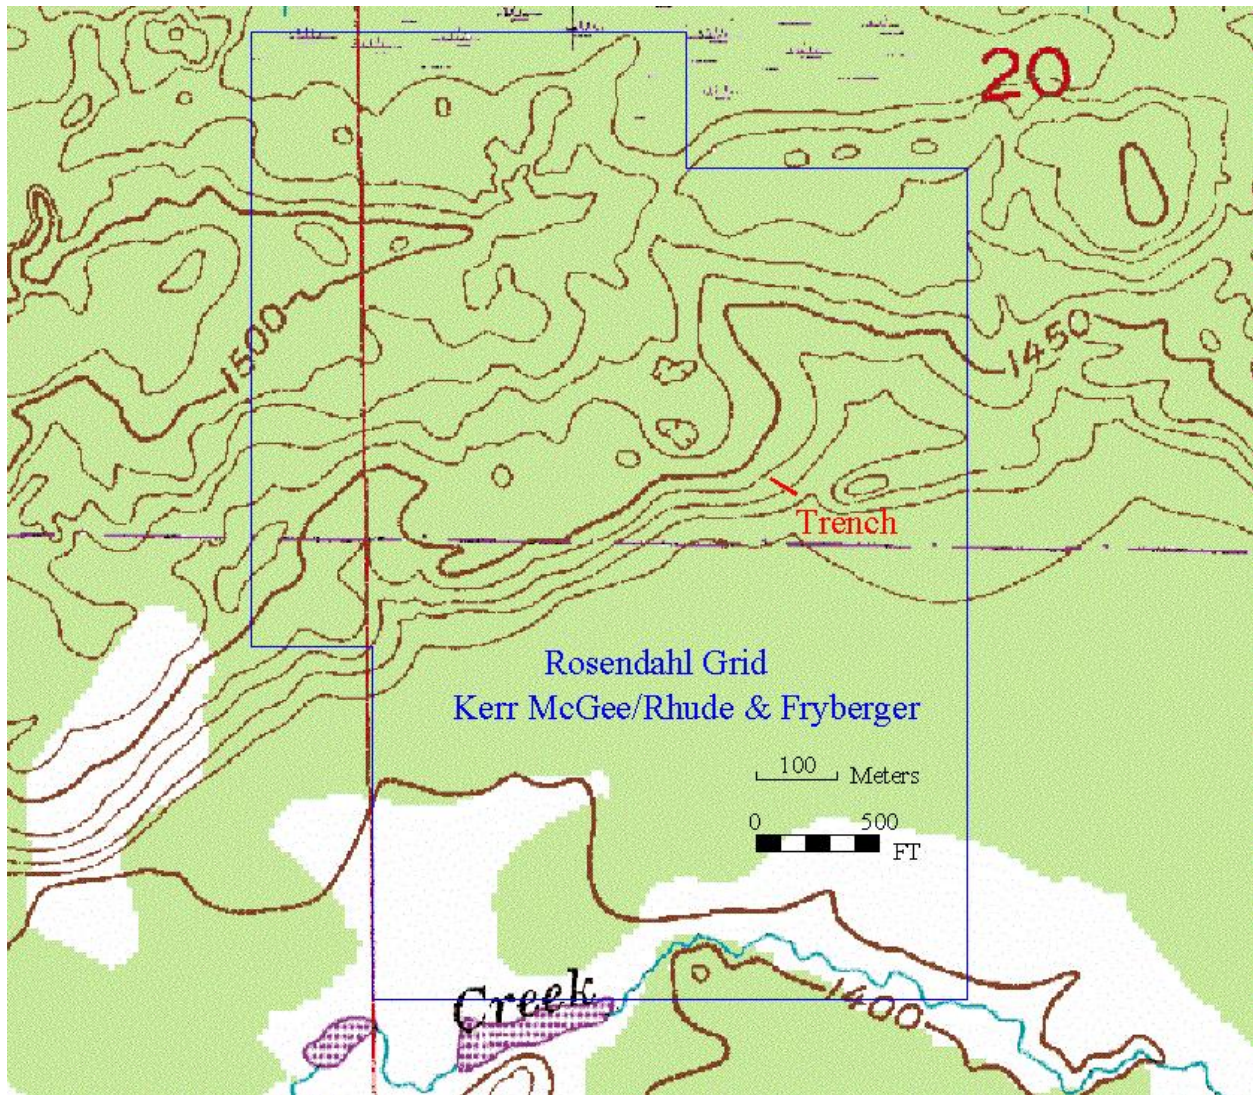 20
1500
1450
Trench
Rosendahl Grid
Kerr McGee/Rhude & Fryberger
100 Meters
0 500
FT
Creek
1400